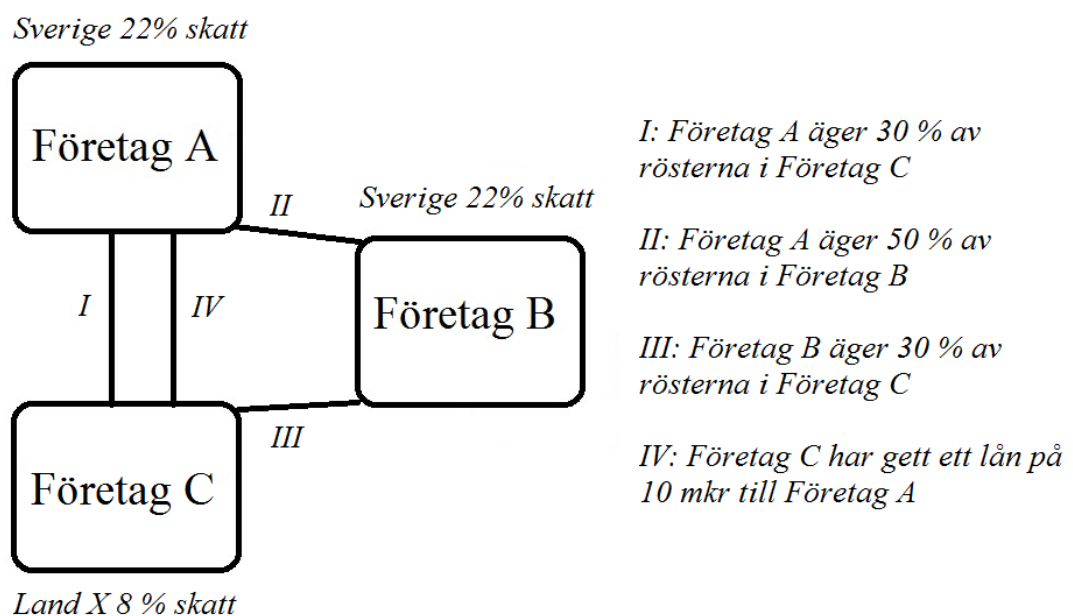 Sverige 22% skatt
Företag A
I
IV
II
Sverige 22% skatt
Företag B
III
Företag C
Land X 8 % skatt
I: Företag A äger 30 % av
rösterna i Företag C
II: Företag A äger 50 % av
rösterna i Företag B
III: Företag B äger 30 % av
rösterna i Företag C
IV: Företag C har gett ett lån på
10 mkr till Företag A